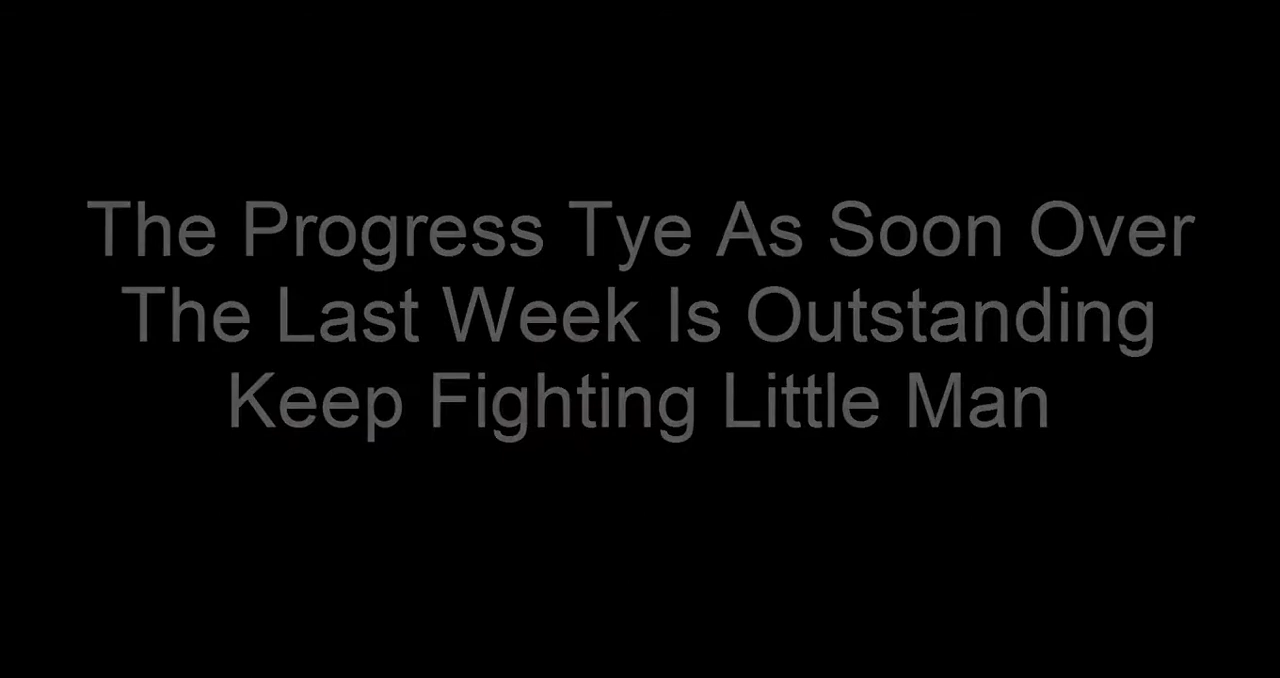 The Progress Tye As Soon Over
The Last Week Is Outstanding
Keep Fighting Little Man